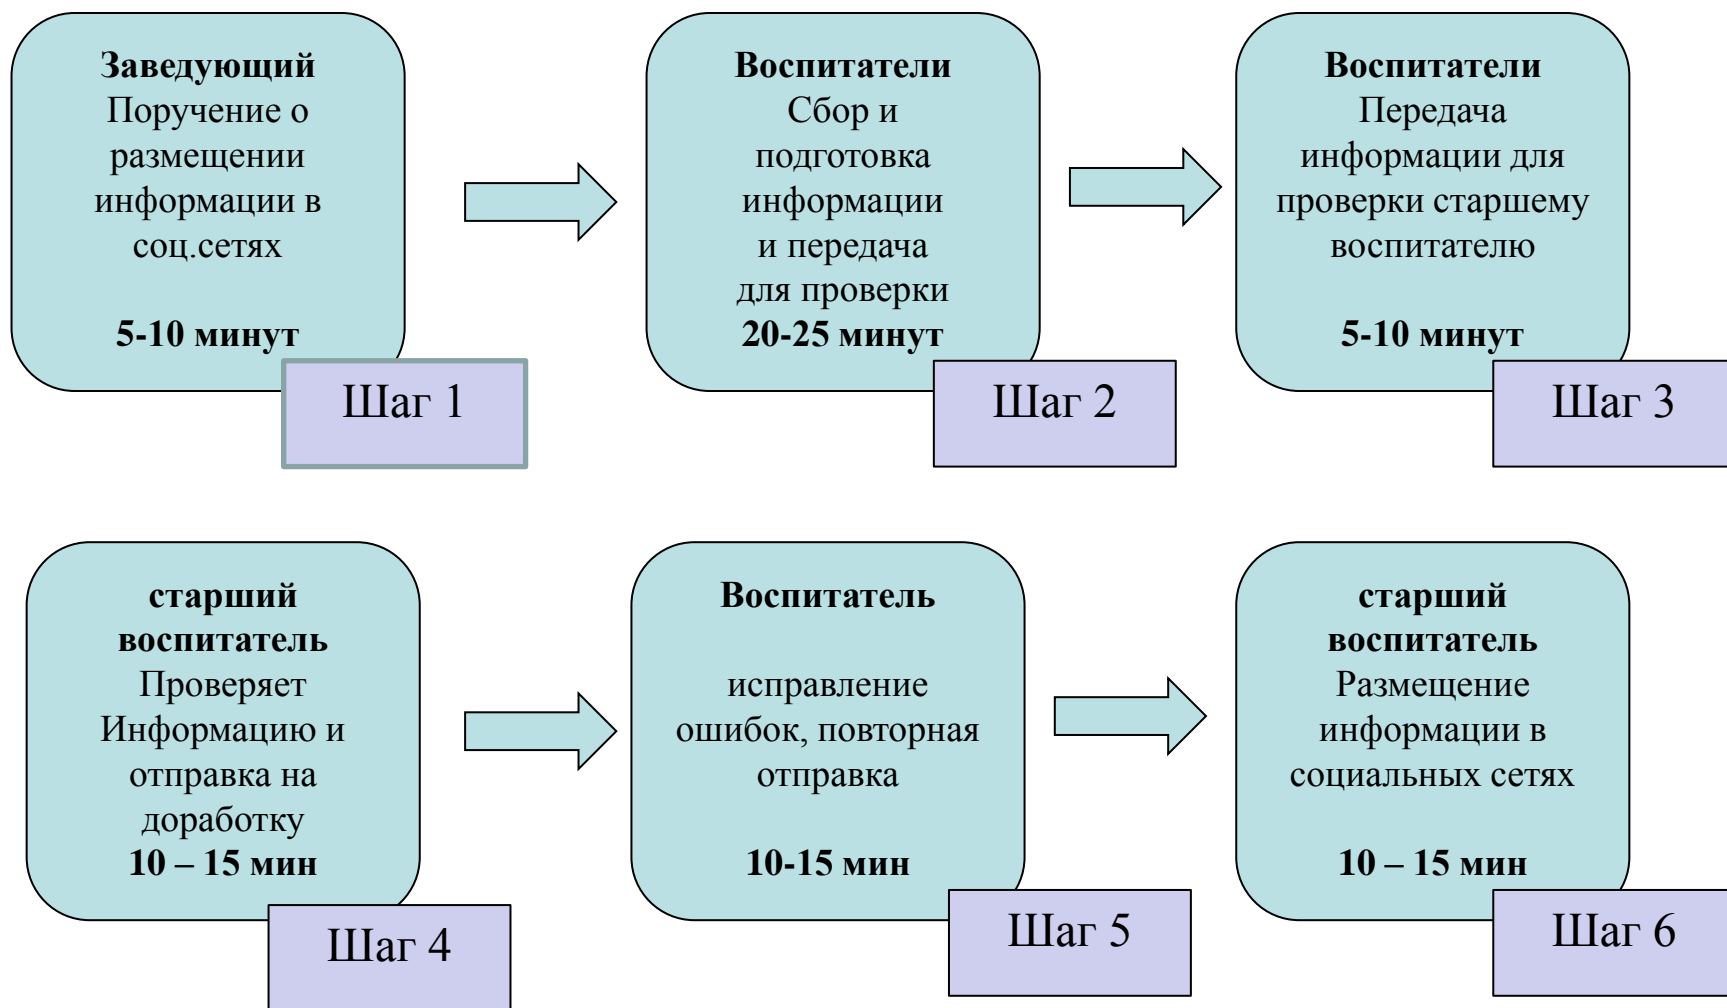 Заведующий
Поручение о
размещении
информации в
соц.сетях
5-10 минут
Шаг 1
Воспитатели
Сбор и
подготовка
информации
и передача
для проверки
20-25 минут
Шаг 2
Воспитатели
Передача
информации для
проверки старшему
воспитателю
5-10 минут
Шаг 3
старший
воспитатель
Проверяет
Информацию и
отправка на
доработку
10 – 15 мин
Шаг 4
Воспитатель
исправление
ошибок, повторная
отправка
10-15 мин
Шаг 5
старший
воспитатель
Размещение
информации в
социальных сетях
10 – 15 мин
Шаг 6